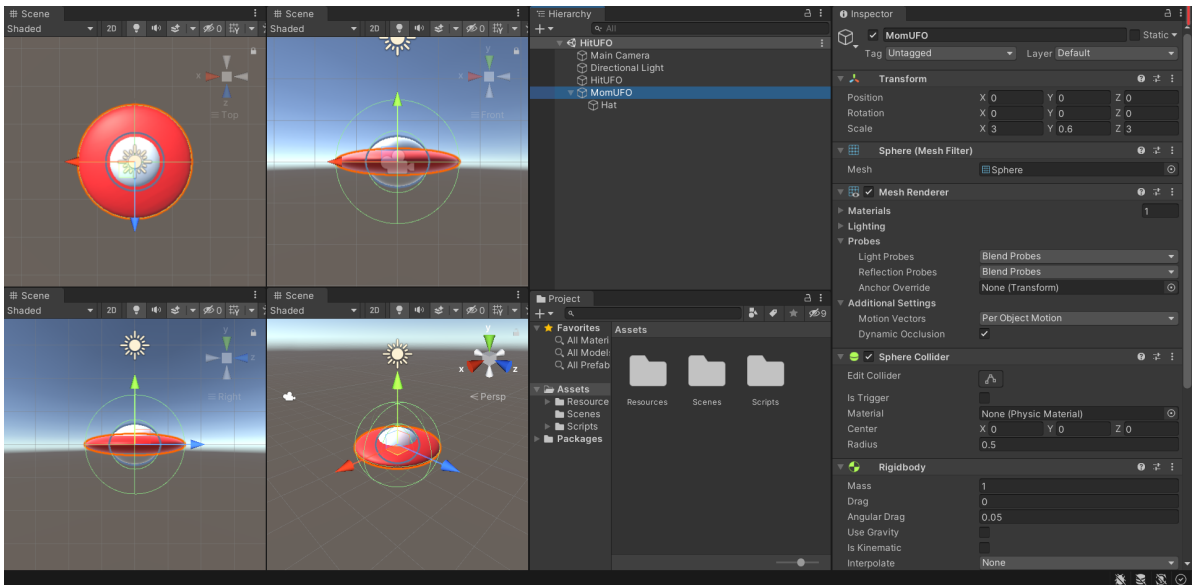 Scene
Shaded
2D
0
Top
Scene
Shaded
2D
0
y
x
Front
Scene
Shaded
2D
0
y
z
Right
Scene
Shaded
2D
0
y
x
z
Persp
Hierarchy
All
HitUFO
Main Camera
Directional Light
HitUFO
MomUFO
Hat
Project
9
Favorites
All Materi
All Model
All Prefab
Assets
Resource
Scenes
Scripts
Packages
Assets
Resources
Scenes
Scripts
Inspector
MomUFO
Static
Tag Untagged
Layer Default
Transform
Position X 0 Y 0 Z 0
Rotation X 0 Y 0 Z 0
Scale X 3 Y 0.6 Z 3
Sphere (Mesh Filter)
Mesh Sphere
Mesh Renderer
Materials 1
Lighting
Probes
Light Probes Blend Probes
Reflection Probes Blend Probes
Anchor Override None (Transform)
Additional Settings
Motion Vectors Per Object Motion
Dynamic Occlusion
Sphere Collider
Edit Collider
Is Trigger
Material None (Physic Material)
Center X 0 Y 0 Z 0
Radius 0.5
Rigidbody
Mass 1
Drag 0
Angular Drag 0.05
Use Gravity
Is Kinematic
Interpolate None